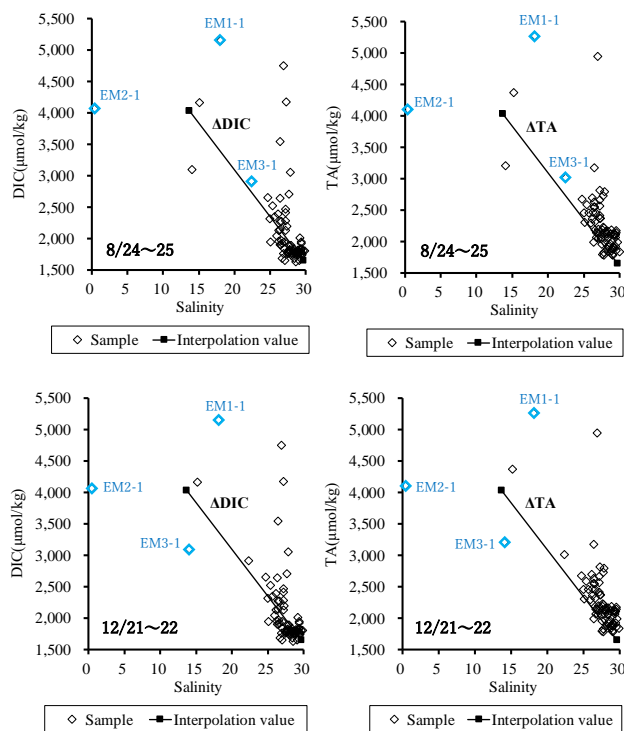 5,500
5,000
4,500
4,000
3,500
3,000
2,500
2,000
1,500
DIC(μmol/kg)
EM1-1
EM2-1
ΔDIC
EM3-1
8/24～25
0 5 10 15 20 25 30
Salinity
◇ Sample ■ Interpolation value
5,500
5,000
4,500
4,000
3,500
3,000
2,500
2,000
1,500
TA(μmol/kg)
EM1-1
EM2-1
ΔTA
EM3-1
8/24～25
0 5 10 15 20 25 30
Salinity
◇ Sample ■ Interpolation value
5,500
5,000
4,500
4,000
3,500
3,000
2,500
2,000
1,500
DIC(μmol/kg)
EM1-1
EM2-1
ΔDIC
EM3-1
12/21～22
0 5 10 15 20 25 30
Salinity
◇ Sample ■ Interpolation value
5,500
5,000
4,500
4,000
3,500
3,000
2,500
2,000
1,500
TA(μmol/kg)
EM1-1
EM2-1
ΔTA
EM3-1
12/21～22
0 5 10 15 20 25 30
Salinity
◇ Sample ■ Interpolation value